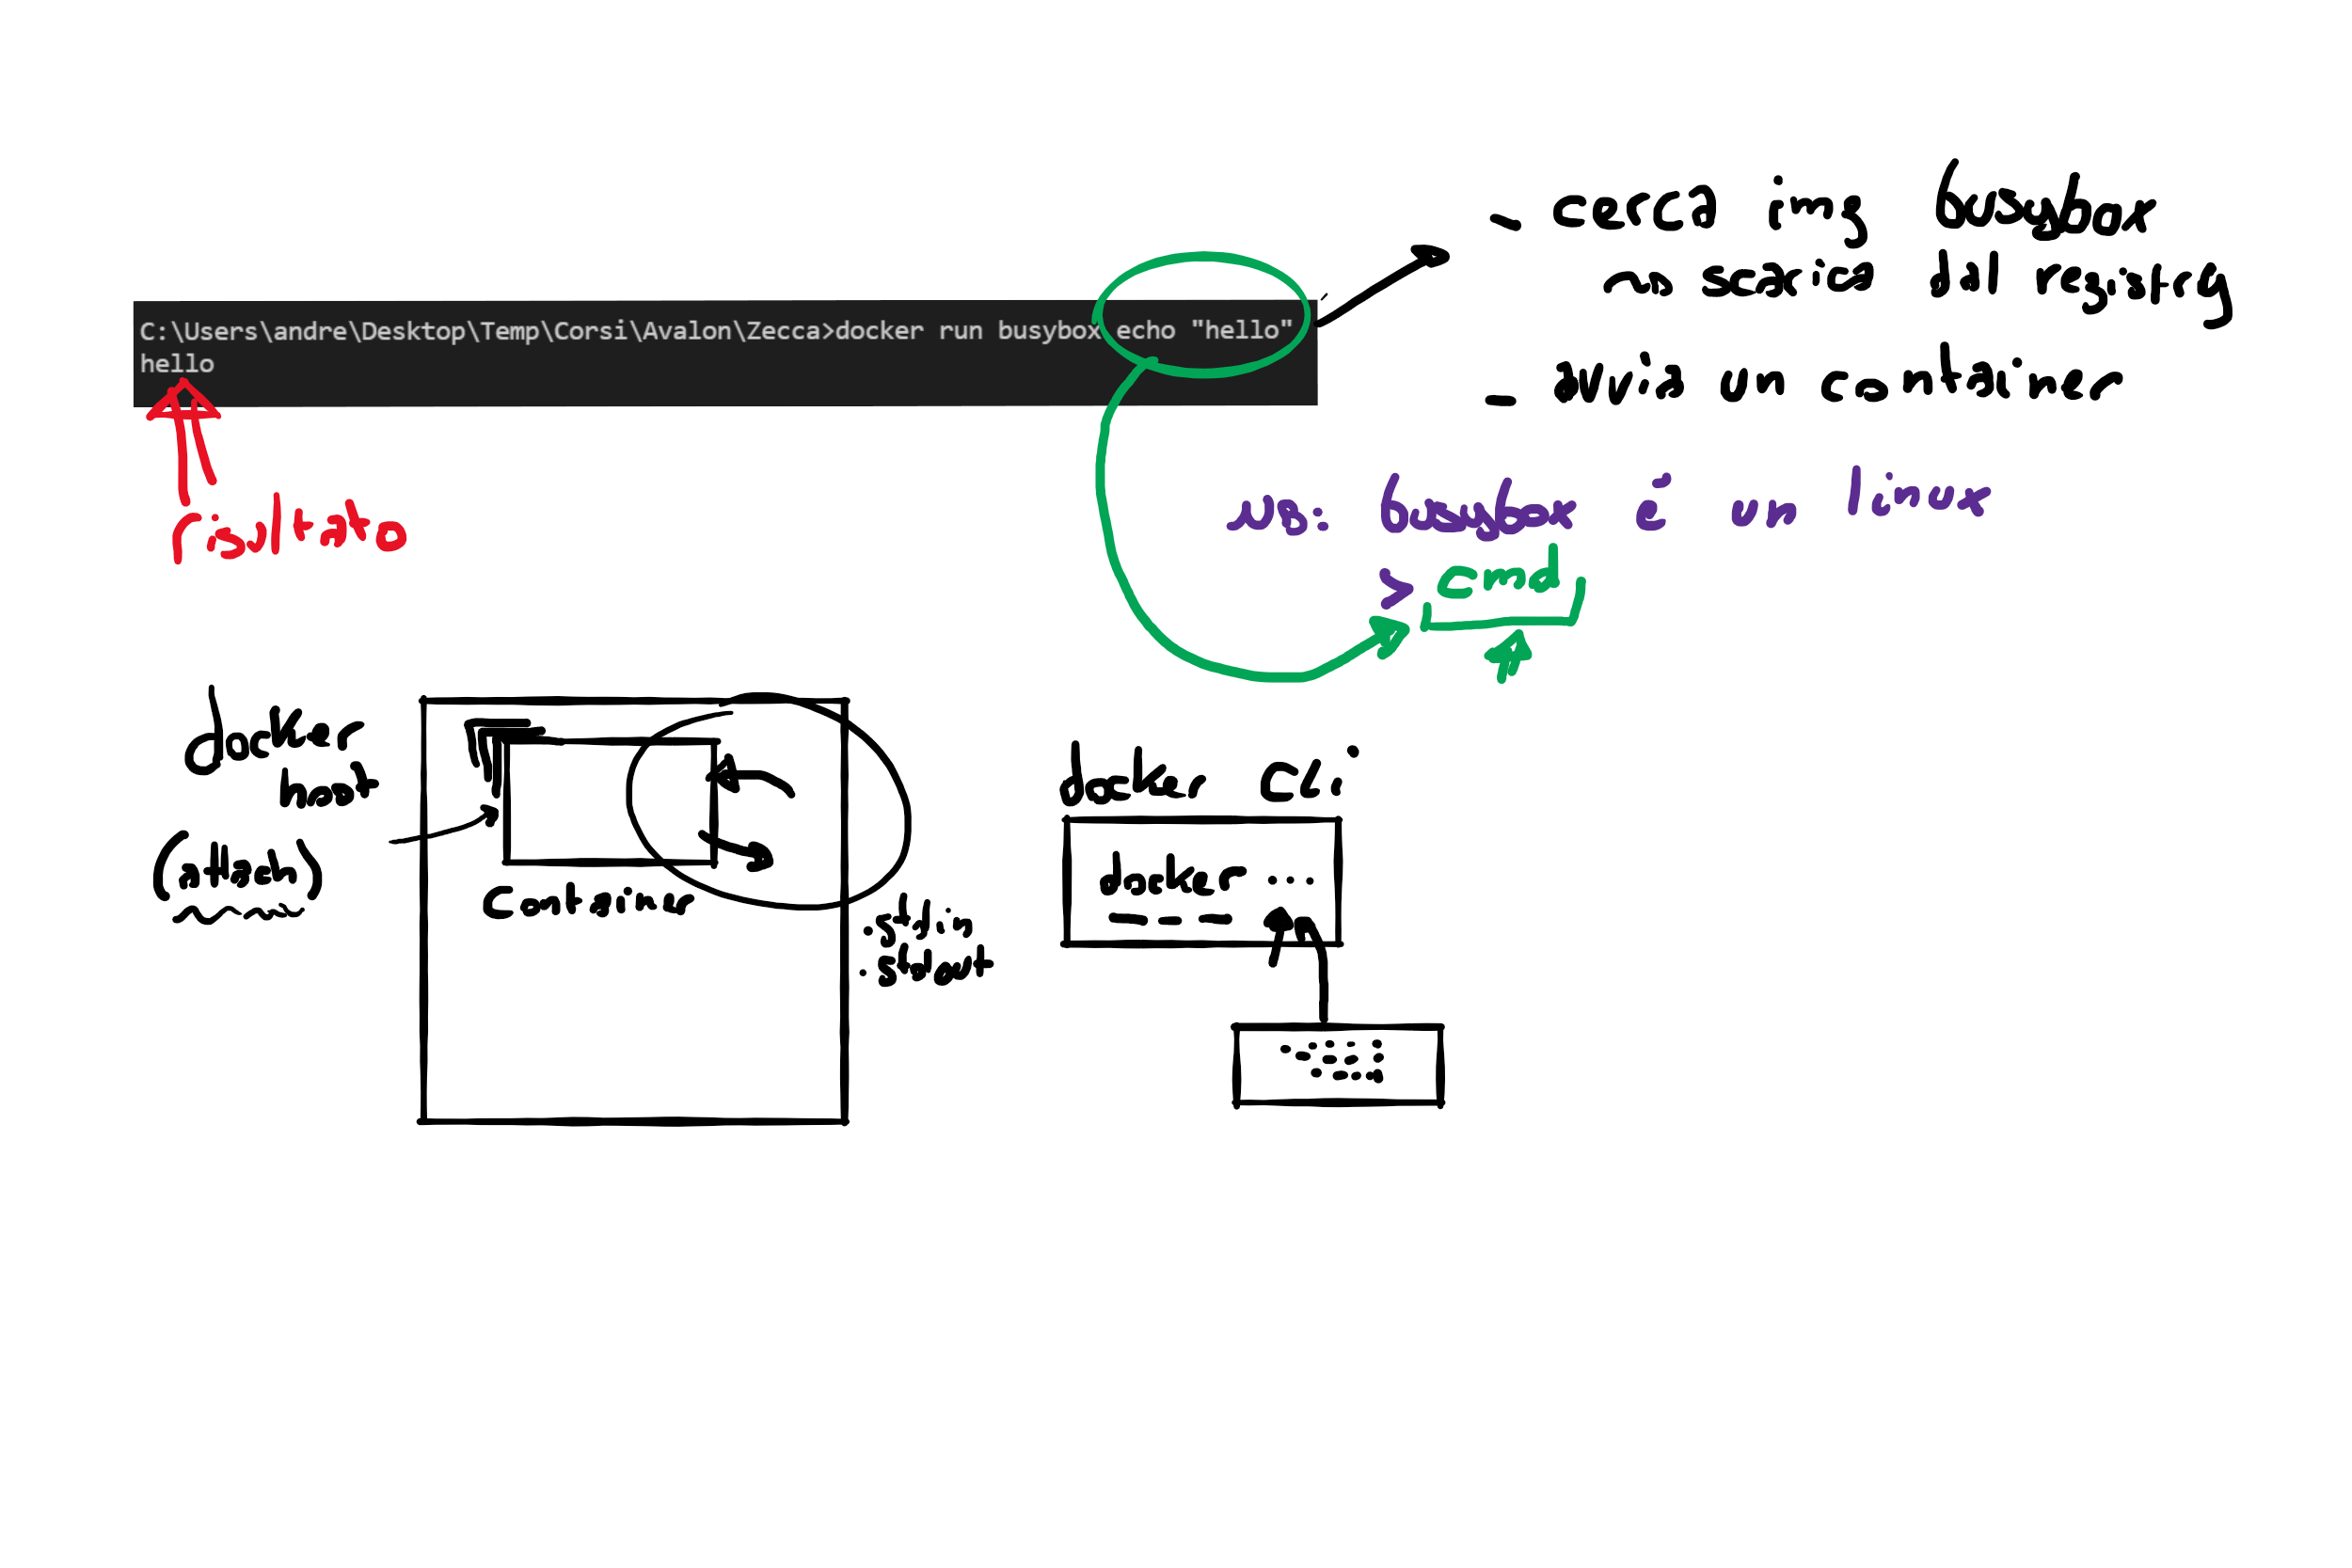 C:\Users\andre\Desktop\Temp\Corsi\Avalon\Zecca>docker run busybox echo "hello"
hello
risultato
- cerca img busybox
~> scarica dal registry
- avvia un container
NB: busybox é un linux
> cmd
docker
host
(attach)
container
. stdin
. stdout
docker CLi
docker ...